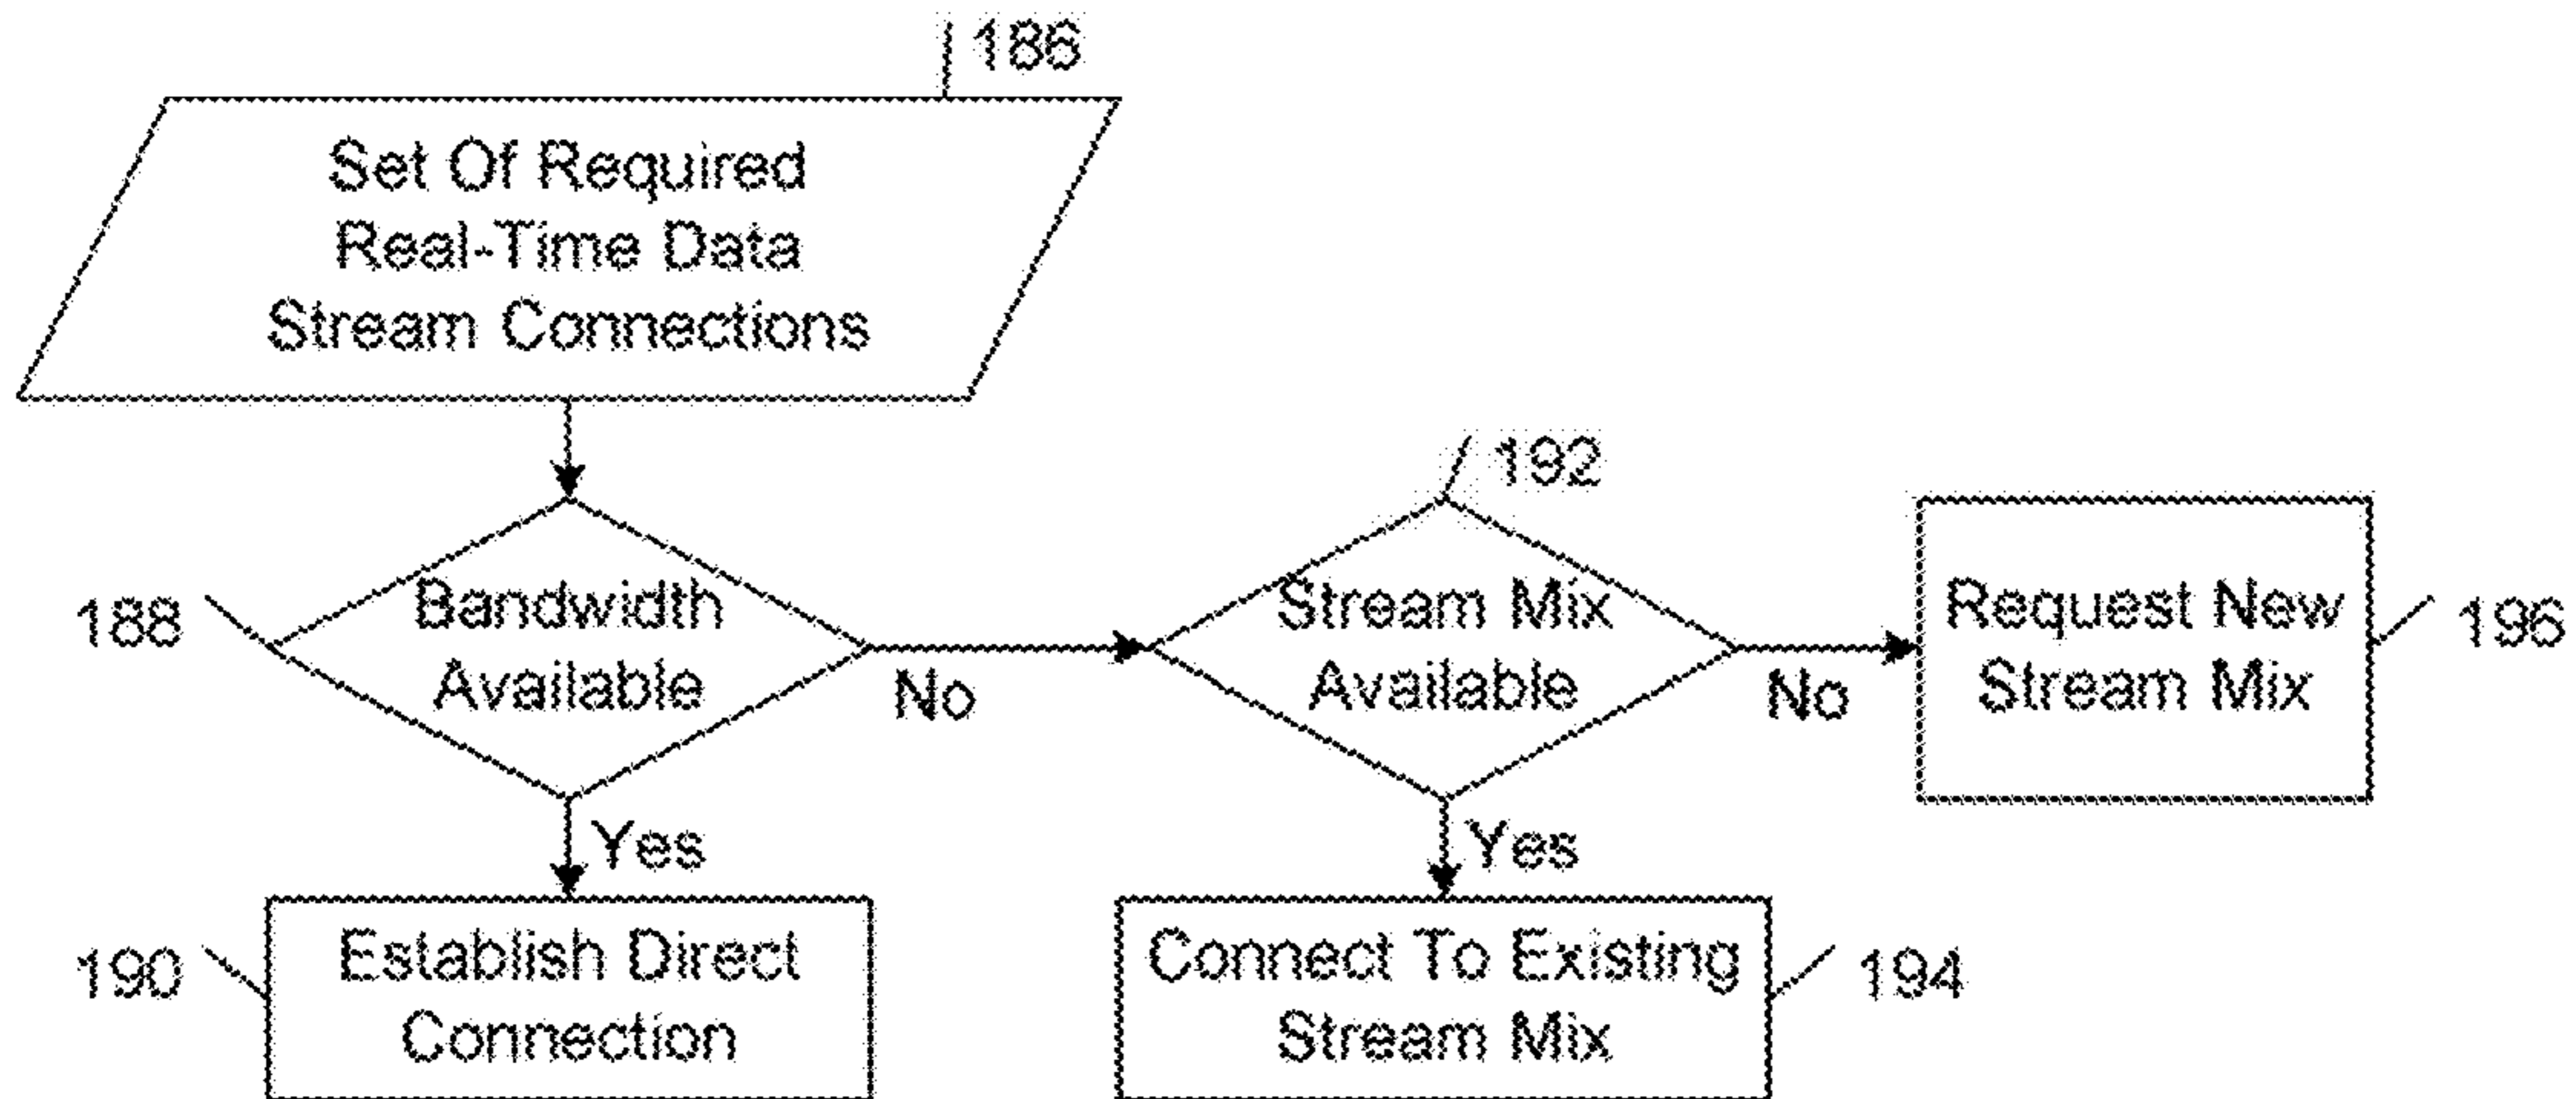 186
Set Of Required
Real-Time Data
Stream Connections
192
188
Bandwidth
Available
No
Stream Mix
Available
No
Request New
Stream Mix
196
Yes
Yes
190
Establish Direct
Connection
Connect To Existing
Stream Mix
194